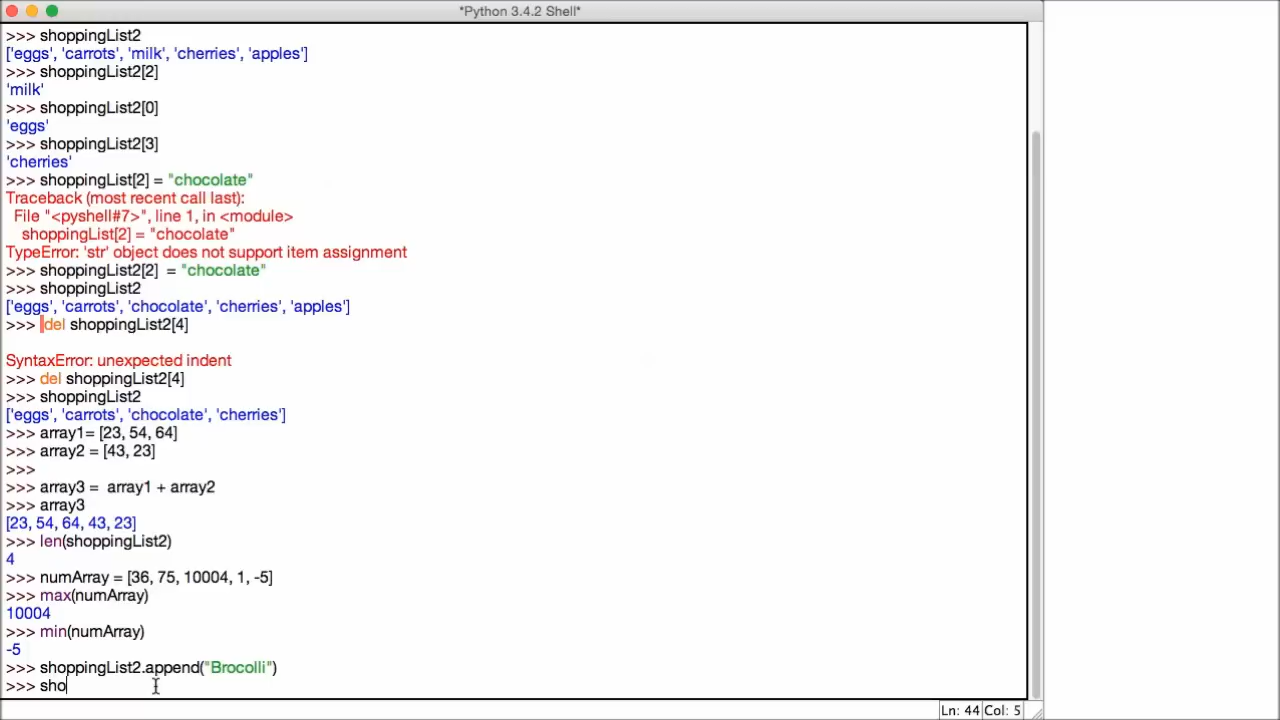 *Python 3.4.2 Shell*
>>> shoppingList2
['eggs', 'carrots', 'milk', 'cherries', 'apples']
>>> shoppingList2[2]
'milk'
>>> shoppingList2[0]
'eggs'
>>> shoppingList2[3]
'cherries'
>>> shoppingList[2] = "chocolate"
Traceback (most recent call last):
  File "<pyshell#7>", line 1, in <module>
    shoppingList[2] = "chocolate"
TypeError: 'str' object does not support item assignment
>>> shoppingList2[2]  = "chocolate"
>>> shoppingList2
['eggs', 'carrots', 'chocolate', 'cherries', 'apples']
>>>  del shoppingList2[4]
SyntaxError: unexpected indent
>>> del shoppingList2[4]
>>> shoppingList2
['eggs', 'carrots', 'chocolate', 'cherries']
>>> array1= [23, 54, 64]
>>> array2 = [43, 23]
>>>
>>> array3 =  array1 + array2
>>> array3
[23, 54, 64, 43, 23]
>>> len(shoppingList2)
4
>>> numArray = [36, 75, 10004, 1, -5]
>>> max(numArray)
10004
>>> min(numArray)
-5
>>> shoppingList2.append("Brocolli")
>>> sho
Ln: 44 Col: 5